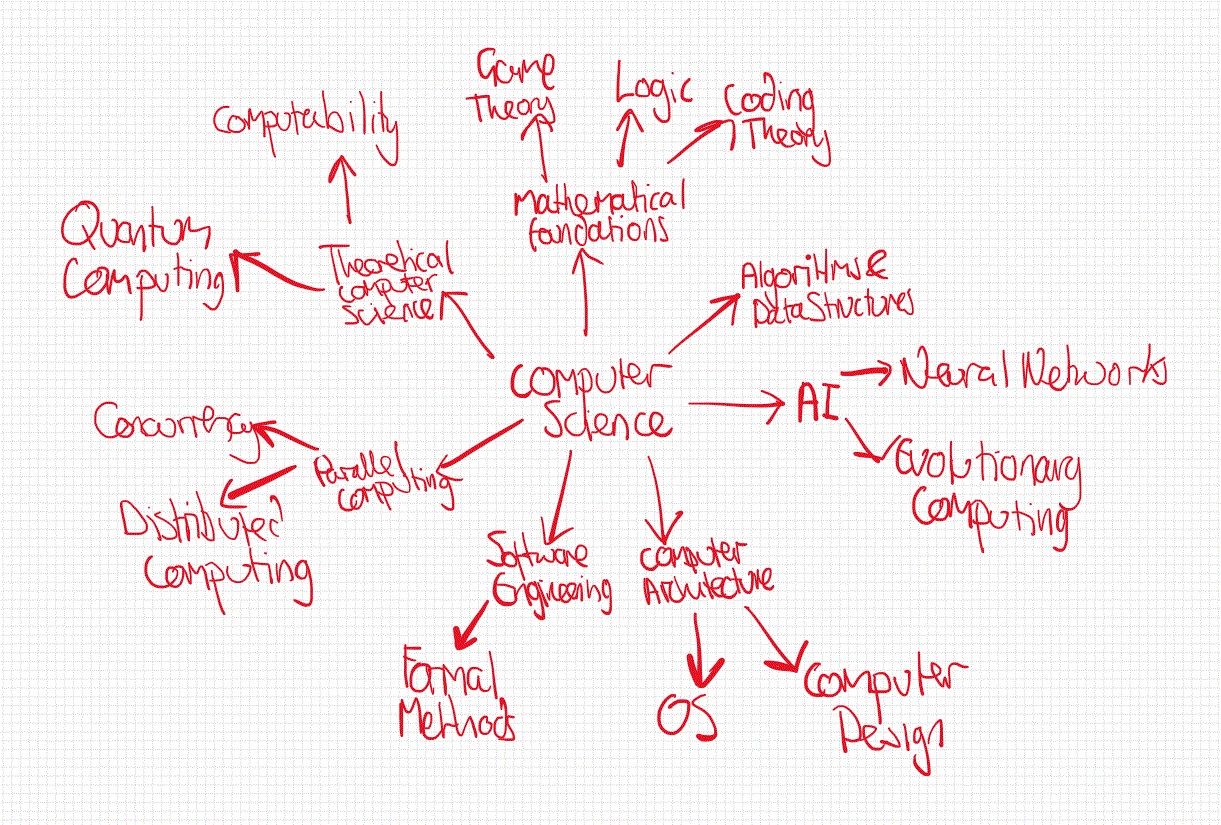 Game
Theory
Logic
Coding
Theory
Computability
Mathematical
foundations
Quantum
Computing
Theoretical
computer
science
Algorithms &
Data Structures
Computer
Science
AI
Neural Networks
Evolutionary
Computing
Concurrency
Parallel
computing
Distributed
Computing
Software
Engineering
Computer
Architecture
Formal
Methods
OS
Computer
Design